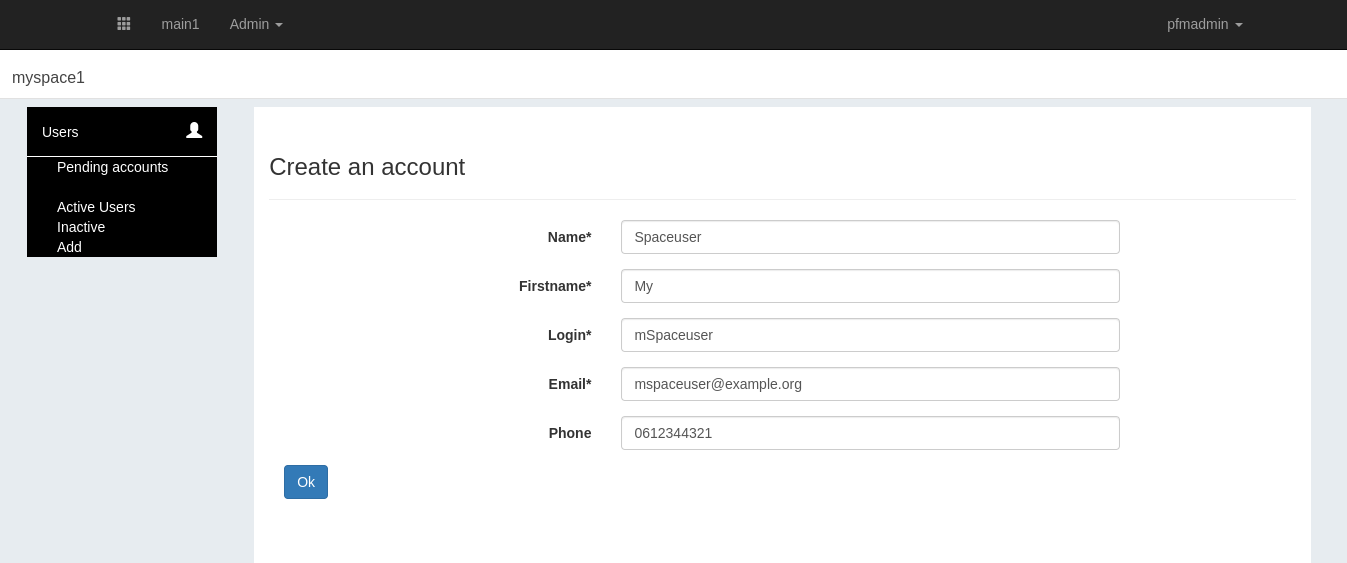 main1 Admin pfmadmin
myspace1
Users
Pending accounts
Active Users
Inactive
Add
Create an account
Name* Spaceuser
Firstname* My
Login* mSpaceuser
Email* mspaceuser@example.org
Phone 0612344321
Ok